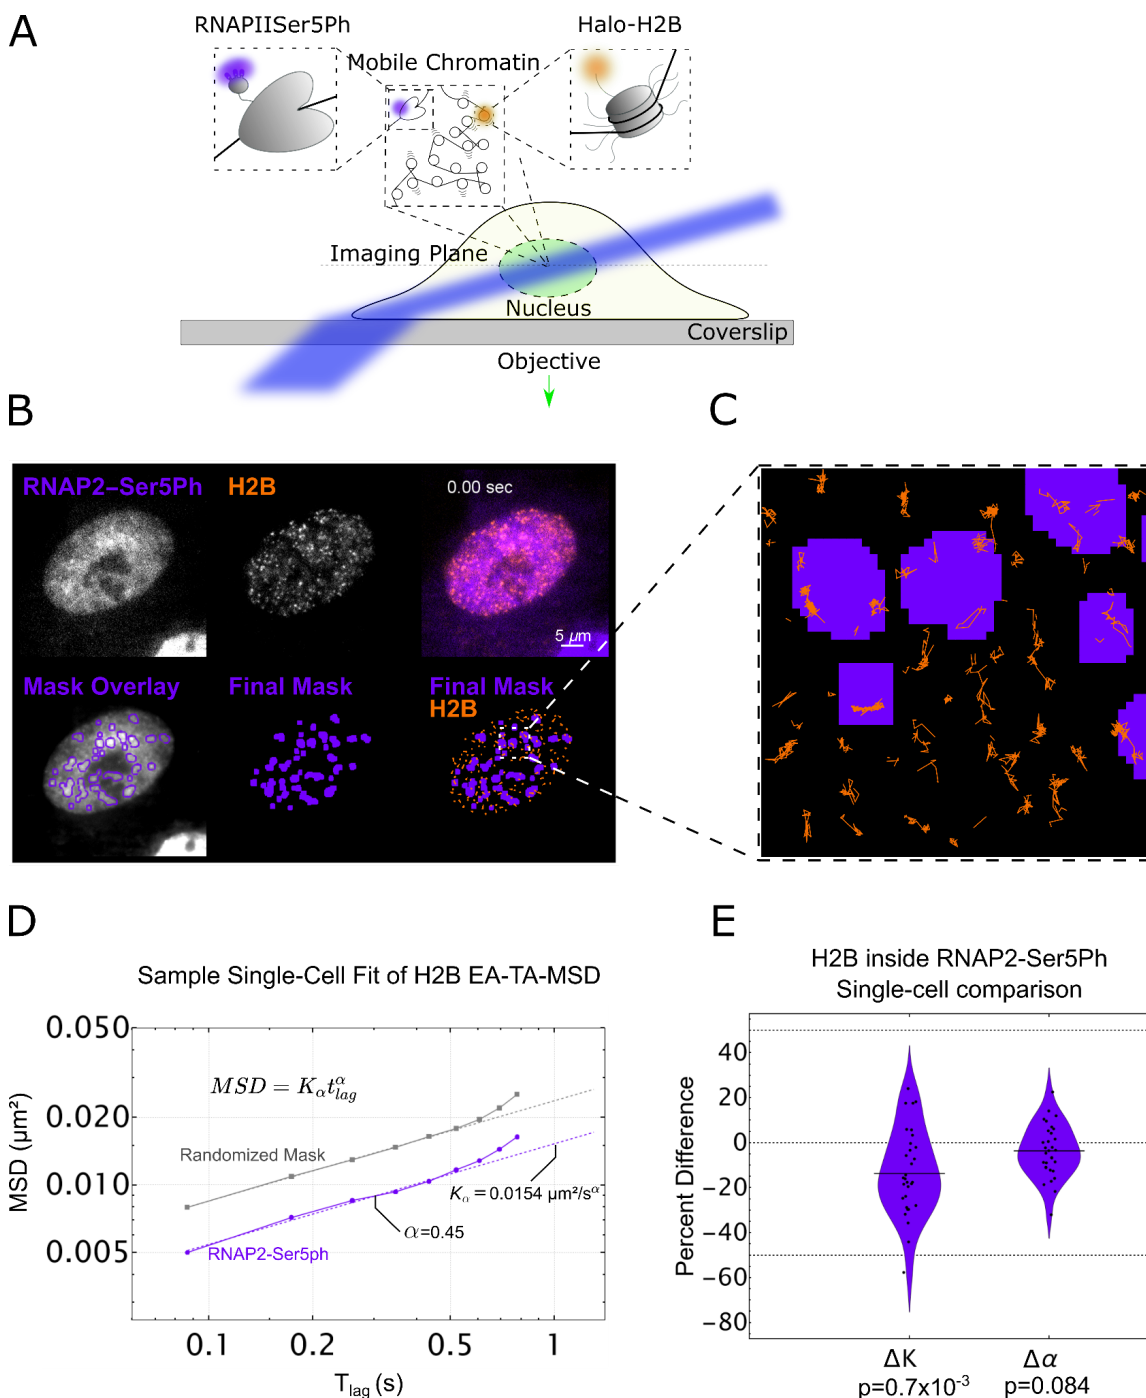 A
RNAPIISer5Ph
Halo-H2B
Mobile Chromatin
Imaging Plane
Nucleus
Coverslip
Objective
B
RNAP2–Ser5Ph
H2B
0.00 sec
5 µm
Mask Overlay
Final Mask
Final Mask
H2B
C
D
Sample Single-Cell Fit of H2B EA-TA-MSD
MSD (µm²)
0.050
0.020
0.010
0.005
MSD = K_α t_lag^α
Randomized Mask
K_α = 0.0154 µm²/s^α
α=0.45
RNAP2-Ser5ph
0.1
0.2
0.5
1
T_lag (s)
E
H2B inside RNAP2-Ser5Ph
Single-cell comparison
Percent Difference
40
20
0
−20
−40
−60
−80
ΔK
p=0.7x10⁻³
Δα
p=0.084